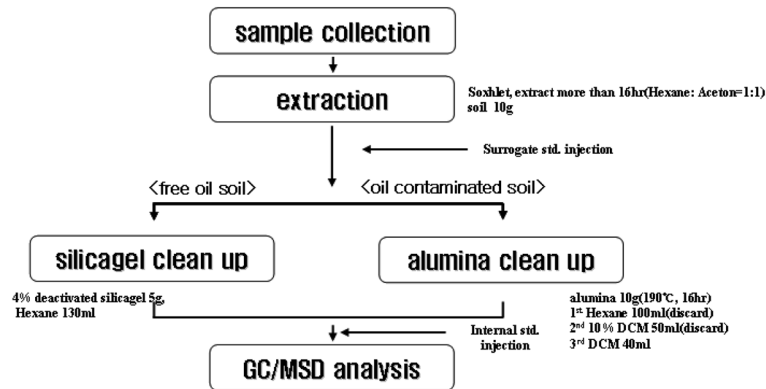 sample collection
extraction
Soxhlet, extract more than 16hr(Hexane: Aceton=1:1)
soil 10g
Surrogate std. injection
<free oil soil>
<oil contaminated soil>
silicagel clean up
alumina clean up
4% deactivated silicagel 5g,
Hexane 130ml
alumina 10g(190℃, 16hr)
1st Hexane 100ml(discard)
2nd 10% DCM 50ml(discard)
3rd DCM 40ml
Internal std.
injection
GC/MSD analysis